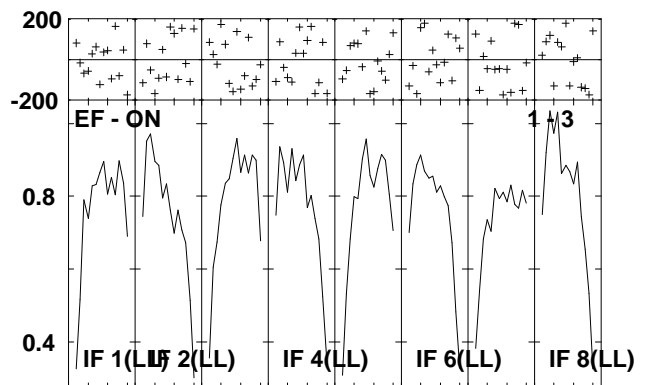 200
-200
EF - ON 1 - 3
0.8
0.4
IF 1(LL) IF 2(LL) IF 4(LL) IF 6(LL) IF 8(LL)